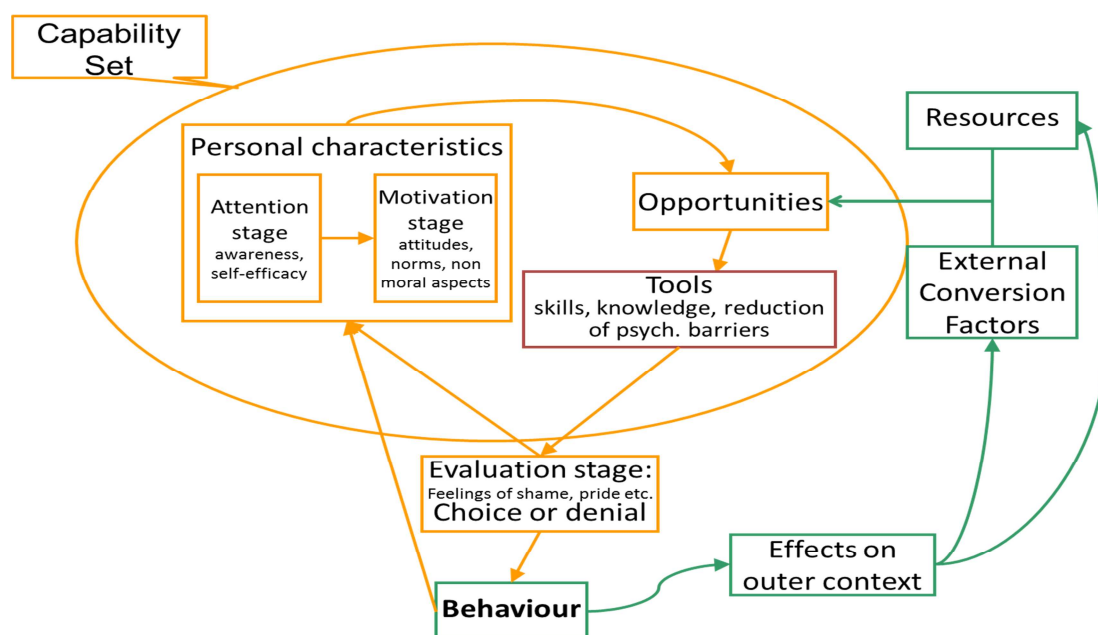 Capability
Set
Personal characteristics
Attention
stage
awareness,
self-efficacy
Motivation
stage
attitudes,
norms, non
moral aspects
Opportunities
Tools
skills, knowledge, reduction
of psych. barriers
Resources
External
Conversion
Factors
Evaluation stage:
Feelings of shame, pride etc.
Choice or denial
Effects on
outer context
Behaviour